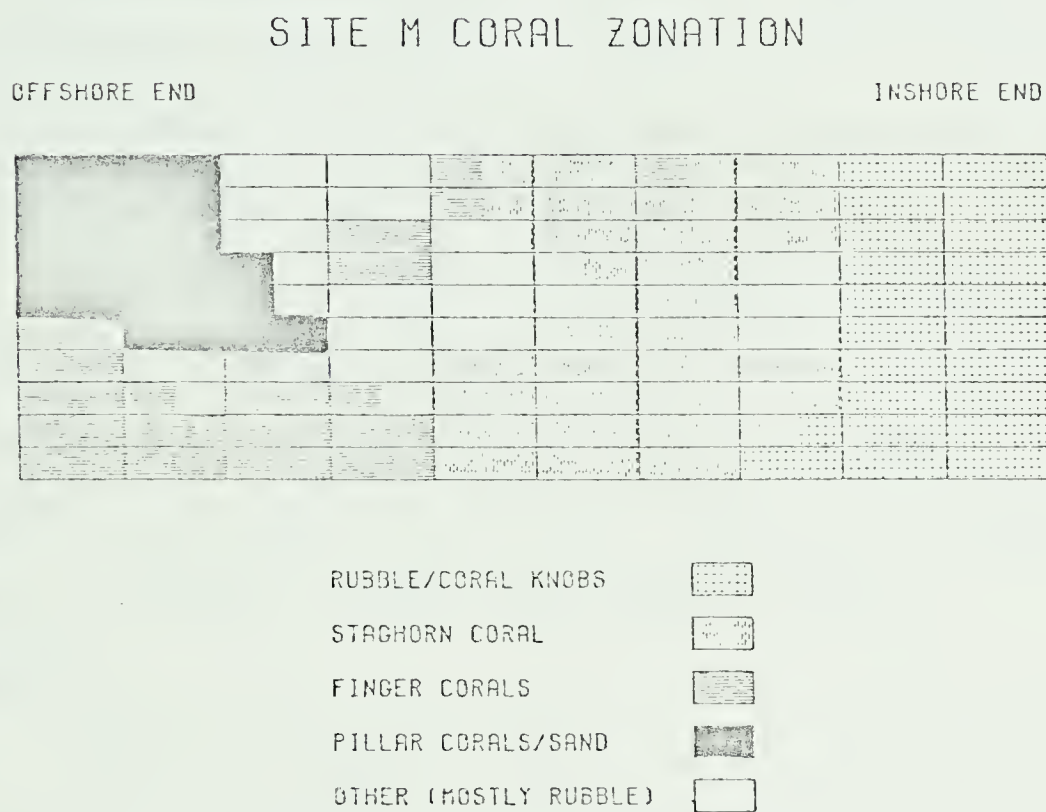 SITE M CORAL ZONATION
OFFSHORE END
INSHORE END
RUBBLE/CORAL KNOBS
STAGHORN CORAL
FINGER CORALS
PILLAR CORALS/SAND
OTHER (MOSTLY RUBBLE)